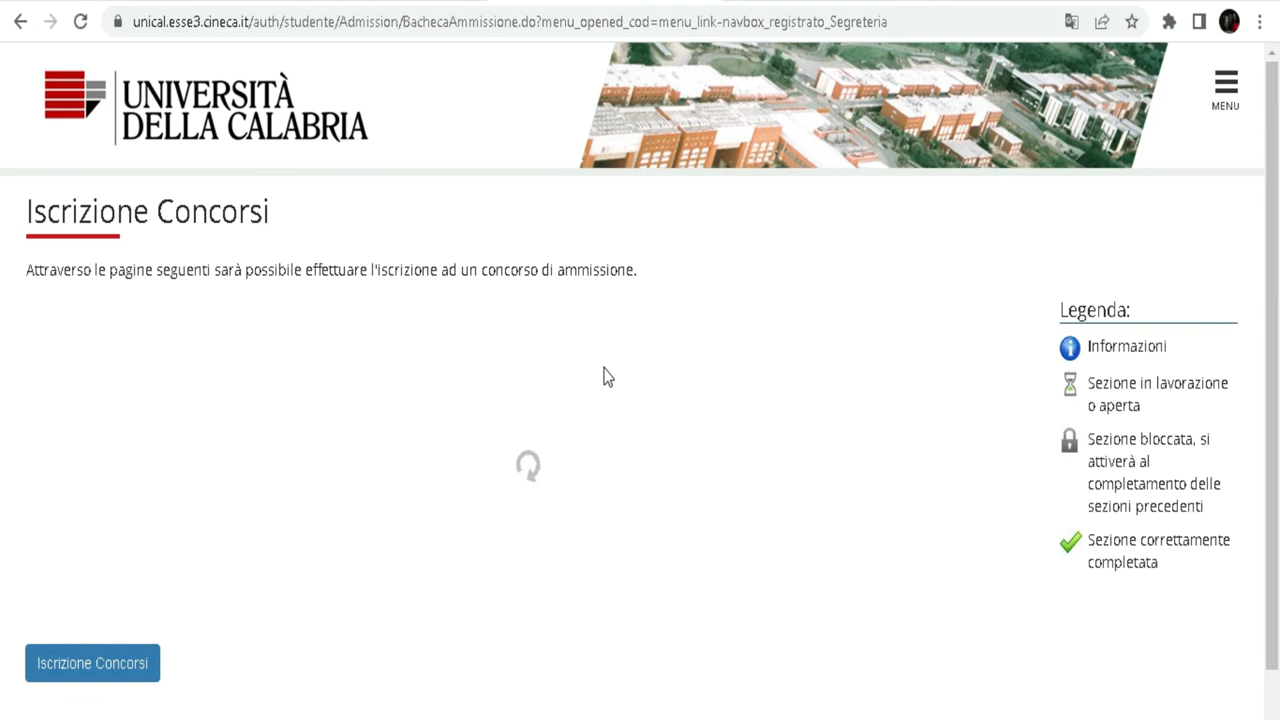 unical.esse3.cineca.it/auth/studente/Admission/BachecaAmmissione.do?menu_opened_cod=menu_link-navbox_registrato_Segreteria
UNIVERSITÀ
DELLA CALABRIA
MENU
Iscrizione Concorsi
Attraverso le pagine seguenti sarà possibile effettuare l'iscrizione ad un concorso di ammissione.
Legenda:
Informazioni
Sezione in lavorazione
o aperta
Sezione bloccata, si
attiverà al
completamento delle
sezioni precedenti
Sezione correttamente
completata
Iscrizione Concorsi